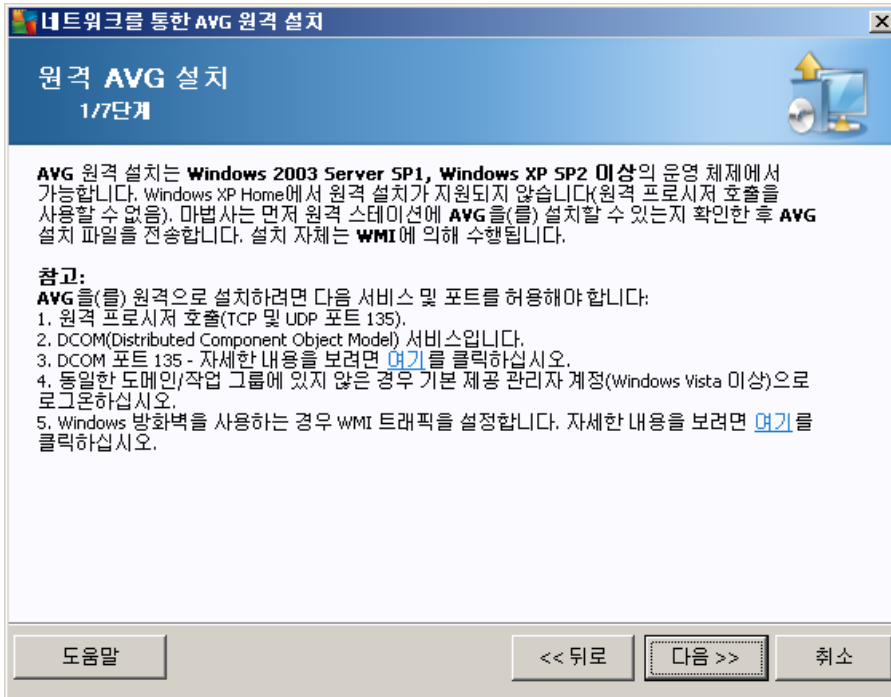 네트워크를 통한 AVG 원격 설치
원격 AVG 설치
1/7단계
AVG 원격 설치는 Windows 2003 Server SP1, Windows XP SP2 이상의 운영 체제에서
가능합니다. Windows XP Home에서 원격 설치가 지원되지 않습니다(원격 프로시저 호출을
사용할 수 없음). 마법사는 먼저 원격 스테이션에 AVG을(를) 설치할 수 있는지 확인한 후 AVG
설치 파일을 전송합니다. 설치 자체는 WMI에 의해 수행됩니다.
참고:
AVG을(를) 원격으로 설치하려면 다음 서비스 및 포트를 허용해야 합니다:
1. 원격 프로시저 호출(TCP 및 UDP 포트 135).
2. DCOM(Distributed Component Object Model) 서비스입니다.
3. DCOM 포트 135 - 자세한 내용을 보려면 여기를 클릭하십시오.
4. 동일한 도메인/작업 그룹에 있지 않은 경우 기본 제공 관리자 계정(Windows Vista 이상)으로
로그온하십시오.
5. Windows 방화벽을 사용하는 경우 WMI 트래픽을 설정합니다. 자세한 내용을 보려면 여기를
클릭하십시오.
도움말
<< 뒤로
다음 >>
취소